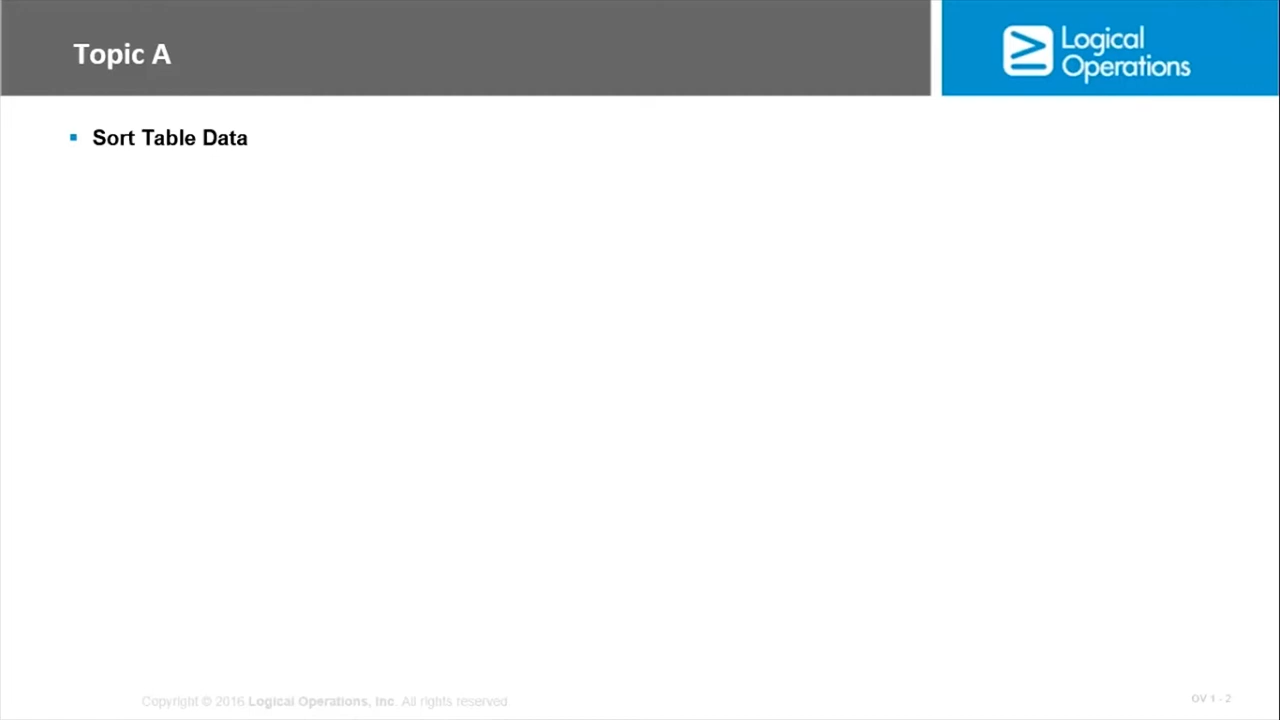 Topic A
Logical
Operations
Sort Table Data
Copyright © 2016 Logical Operations, Inc. All rights reserved.
OV 1 - 2